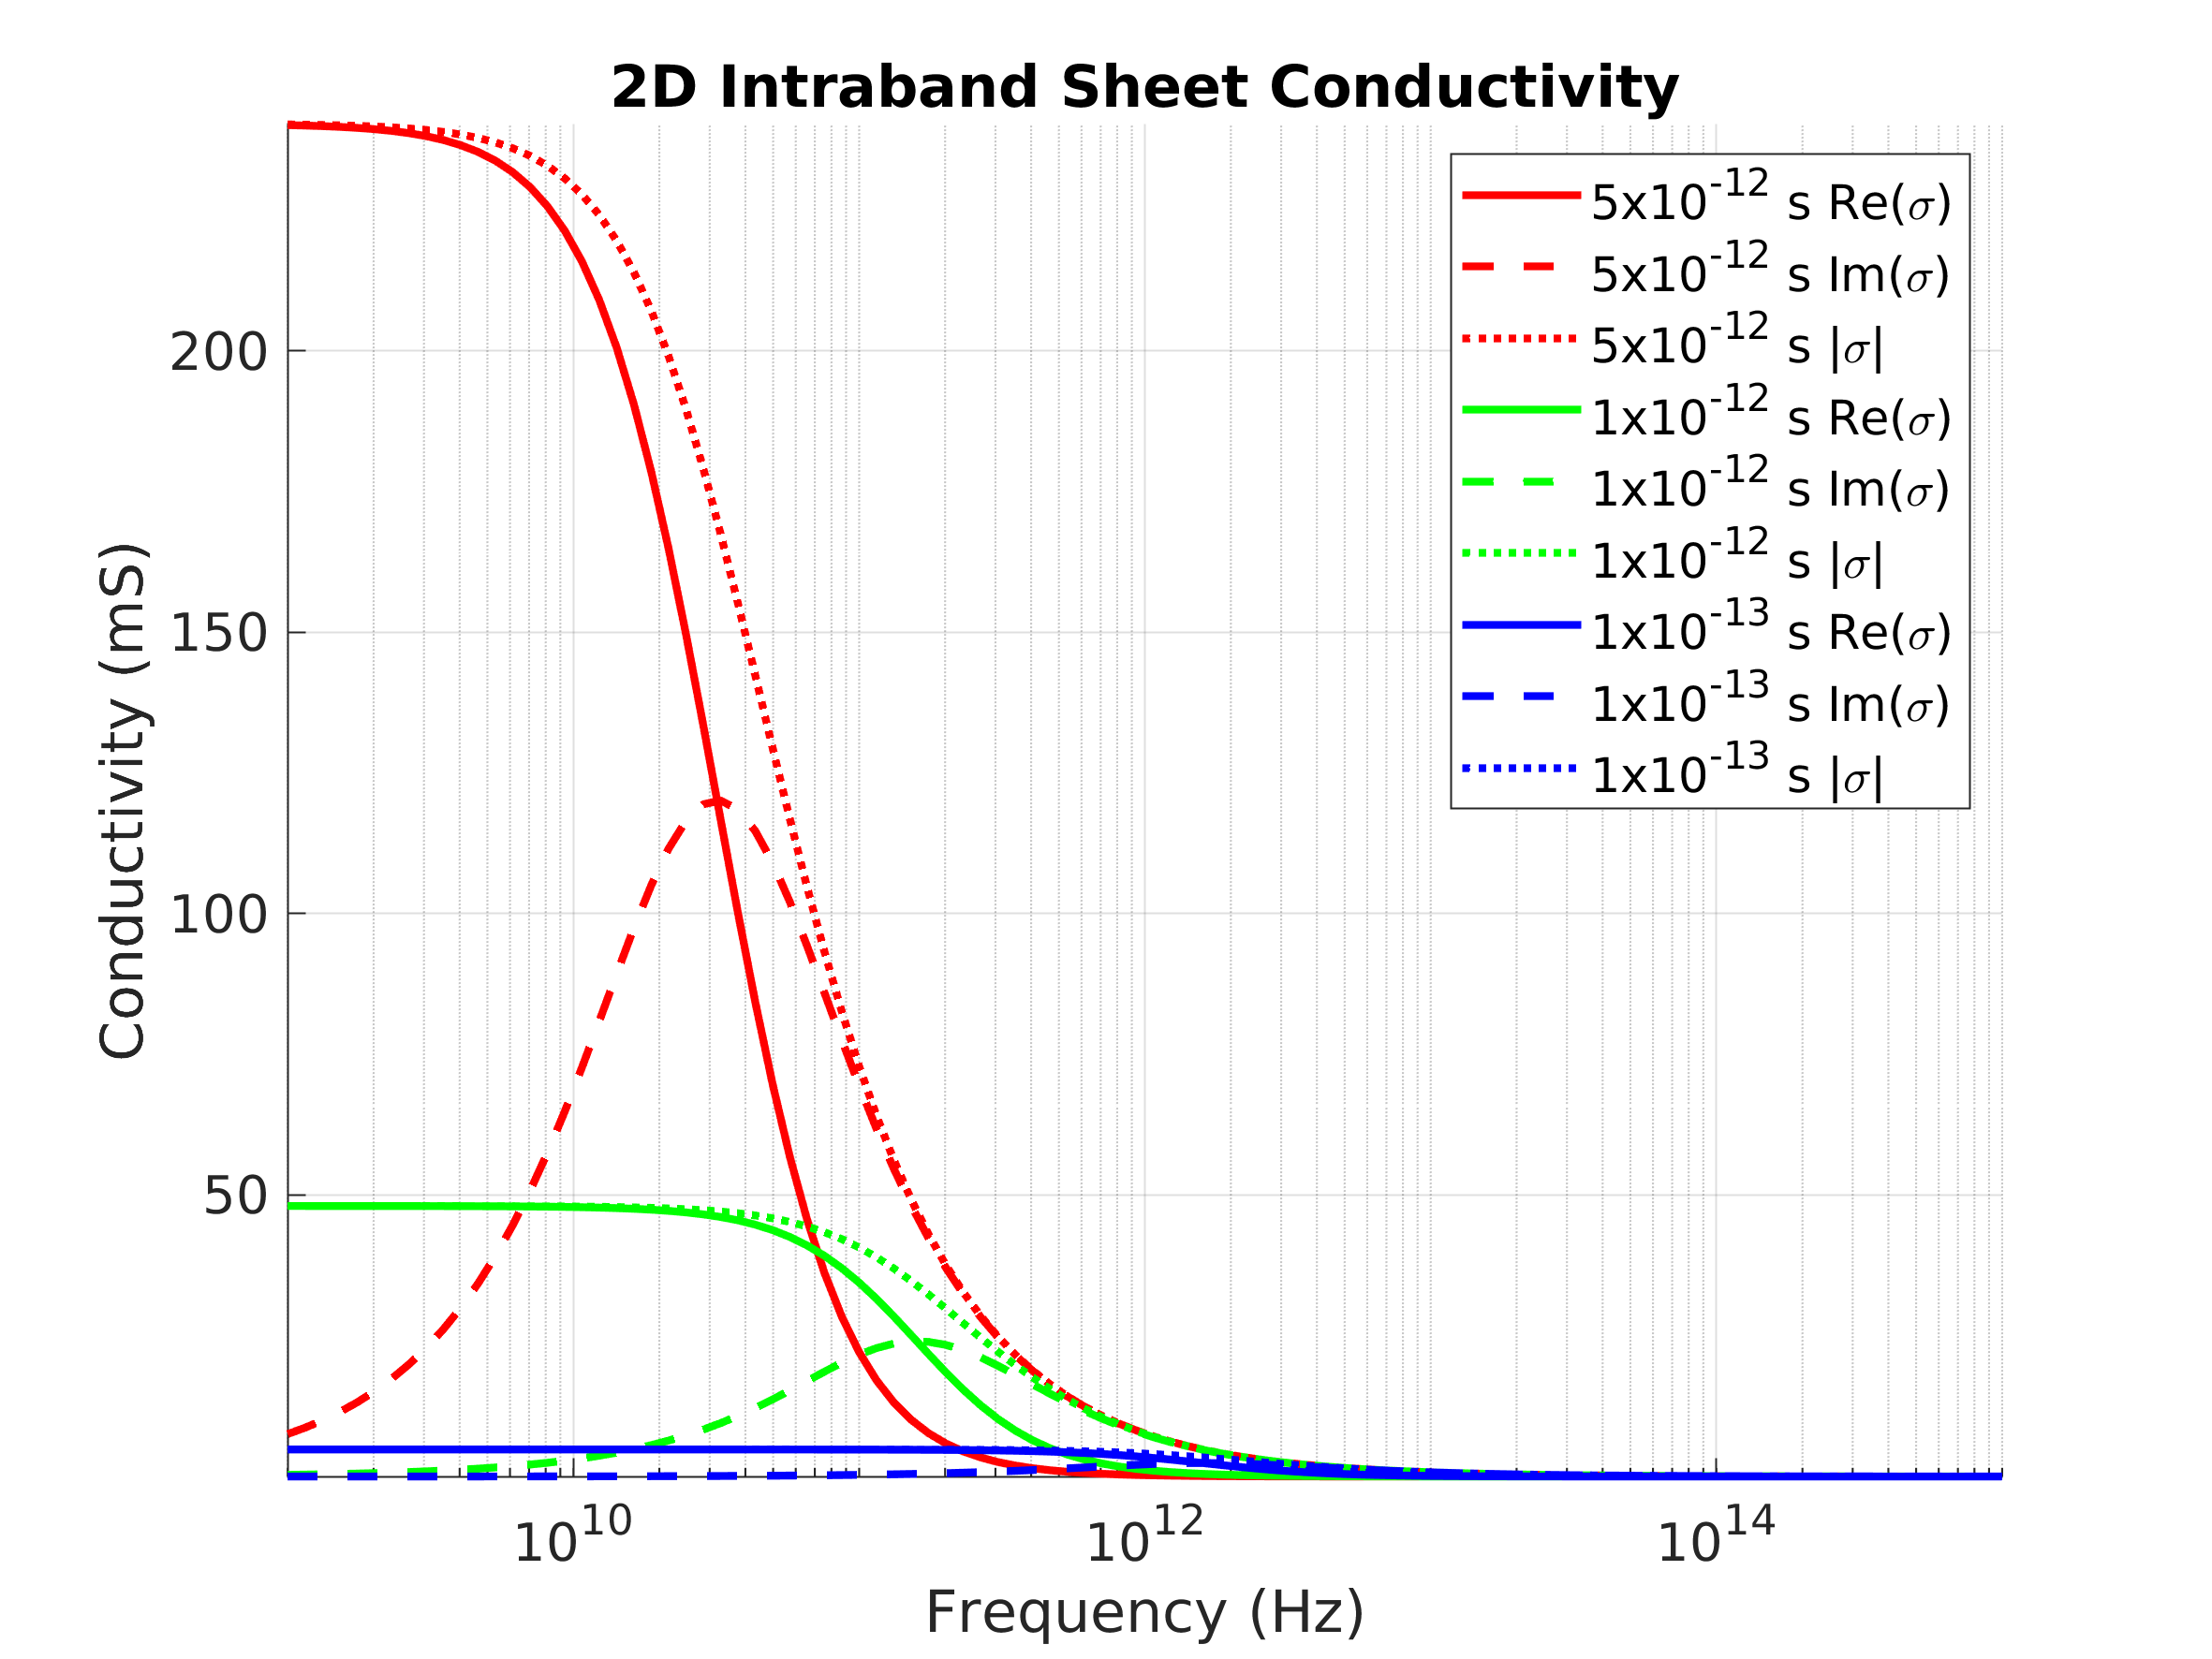 2D Intraband Sheet Conductivity
5x10^-12 s Re(σ)
5x10^-12 s Im(σ)
5x10^-12 s |σ|
1x10^-12 s Re(σ)
1x10^-12 s Im(σ)
1x10^-12 s |σ|
1x10^-13 s Re(σ)
1x10^-13 s Im(σ)
1x10^-13 s |σ|
Conductivity (mS)
200
150
100
50
10^10 10^12 10^14
Frequency (Hz)